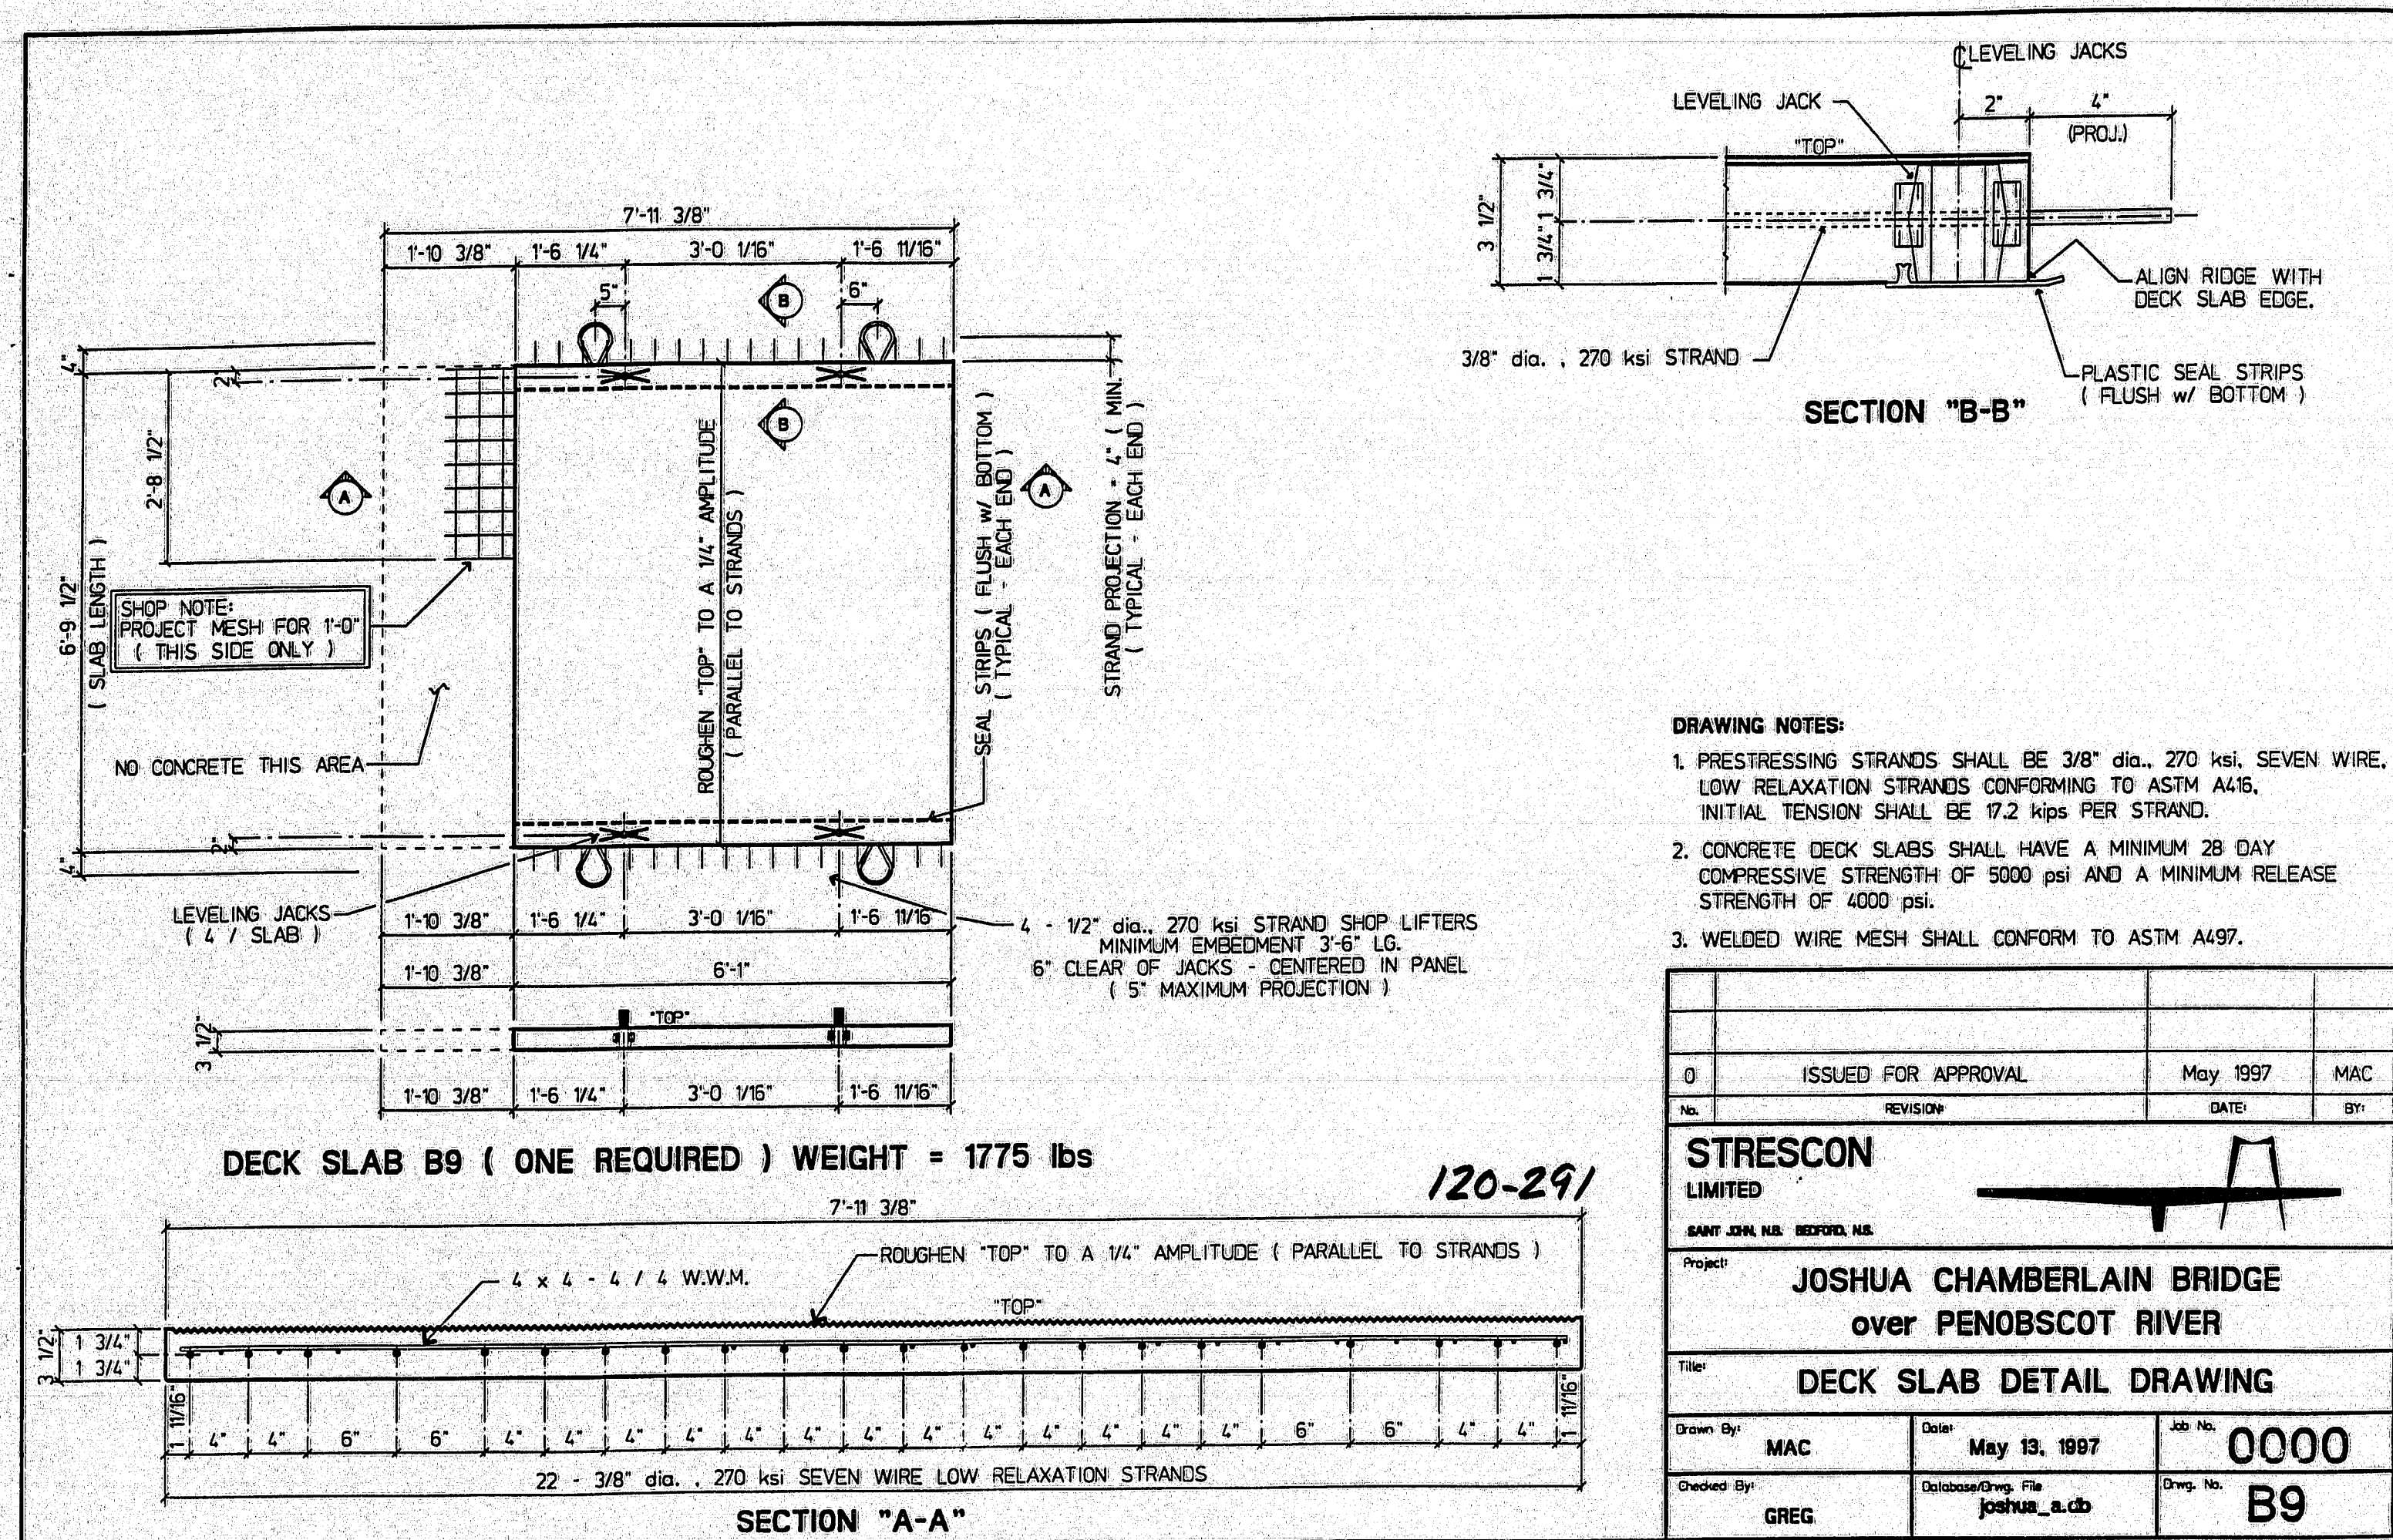 7'-11 3/8"
1'-10 3/8" 1'-6 1/4" 3'-0 1/16" 1'-6 11/16"
5" 6"
B
B
A
A
4"
2"
2'-8 1/2"
6'-9 1/2"
( SLAB LENGTH )
2"
4"
SHOP NOTE:
PROJECT MESH FOR 1'-0"
( THIS SIDE ONLY )
NO CONCRETE THIS AREA
ROUGHEN "TOP" TO A 1/4" AMPLITUDE
( PARALLEL TO STRANDS )
SEAL STRIPS ( FLUSH w/ BOTTOM )
( TYPICAL - EACH END )
STRAND PROJECTION = 4" ( MIN. )
( TYPICAL - EACH END )
LEVELING JACKS
( 4 / SLAB )
1'-10 3/8" 1'-6 1/4" 3'-0 1/16" 1'-6 11/16"
4 - 1/2" dia., 270 ksi STRAND SHOP LIFTERS
MINIMUM EMBEDMENT 3'-6" LG.
6" CLEAR OF JACKS - CENTERED IN PANEL
( 5" MAXIMUM PROJECTION )
1'-10 3/8" 6'-1"
"TOP"
3 1/2"
1'-10 3/8" 1'-6 1/4" 3'-0 1/16" 1'-6 11/16"
DECK SLAB B9 ( ONE REQUIRED ) WEIGHT = 1775 lbs
120-291
7'-11 3/8"
ROUGHEN "TOP" TO A 1/4" AMPLITUDE ( PARALLEL TO STRANDS )
4 x 4 - 4 / 4 W.W.M.
"TOP"
3 1/2"
1 3/4"
1 3/4"
1 11/16" 4" 4" 6" 6" 4" 4" 4" 4" 4" 4" 4" 4" 4" 4" 4" 4" 4" 6" 6" 4" 4" 1 11/16"
22 - 3/8" dia. , 270 ksi SEVEN WIRE LOW RELAXATION STRANDS
SECTION "A-A"
℄ LEVELING JACKS
LEVELING JACK
2" 4"
(PROJ.)
"TOP"
3 1/2"
1 3/4"
1 3/4"
ALIGN RIDGE WITH
DECK SLAB EDGE.
3/8" dia. , 270 ksi STRAND
PLASTIC SEAL STRIPS
( FLUSH w/ BOTTOM )
SECTION "B-B"
DRAWING NOTES:
1. PRESTRESSING STRANDS SHALL BE 3/8" dia., 270 ksi, SEVEN WIRE,
LOW RELAXATION STRANDS CONFORMING TO ASTM A416,
INITIAL TENSION SHALL BE 17.2 kips PER STRAND.
2. CONCRETE DECK SLABS SHALL HAVE A MINIMUM 28 DAY
COMPRESSIVE STRENGTH OF 5000 psi AND A MINIMUM RELEASE
STRENGTH OF 4000 psi.
3. WELDED WIRE MESH SHALL CONFORM TO ASTM A497.
0 ISSUED FOR APPROVAL May 1997 MAC
No. REVISION: DATE: BY:
STRESCON
LIMITED
SAINT JOHN, N.B. BEDFORD, N.S.
Project:
JOSHUA CHAMBERLAIN BRIDGE
over PENOBSCOT RIVER
Title:
DECK SLAB DETAIL DRAWING
Drawn By: Date: Job No.
MAC May 13, 1997 0000
Checked By: Database/Drwg. File Drwg. No.
GREG joshua_a.db B9